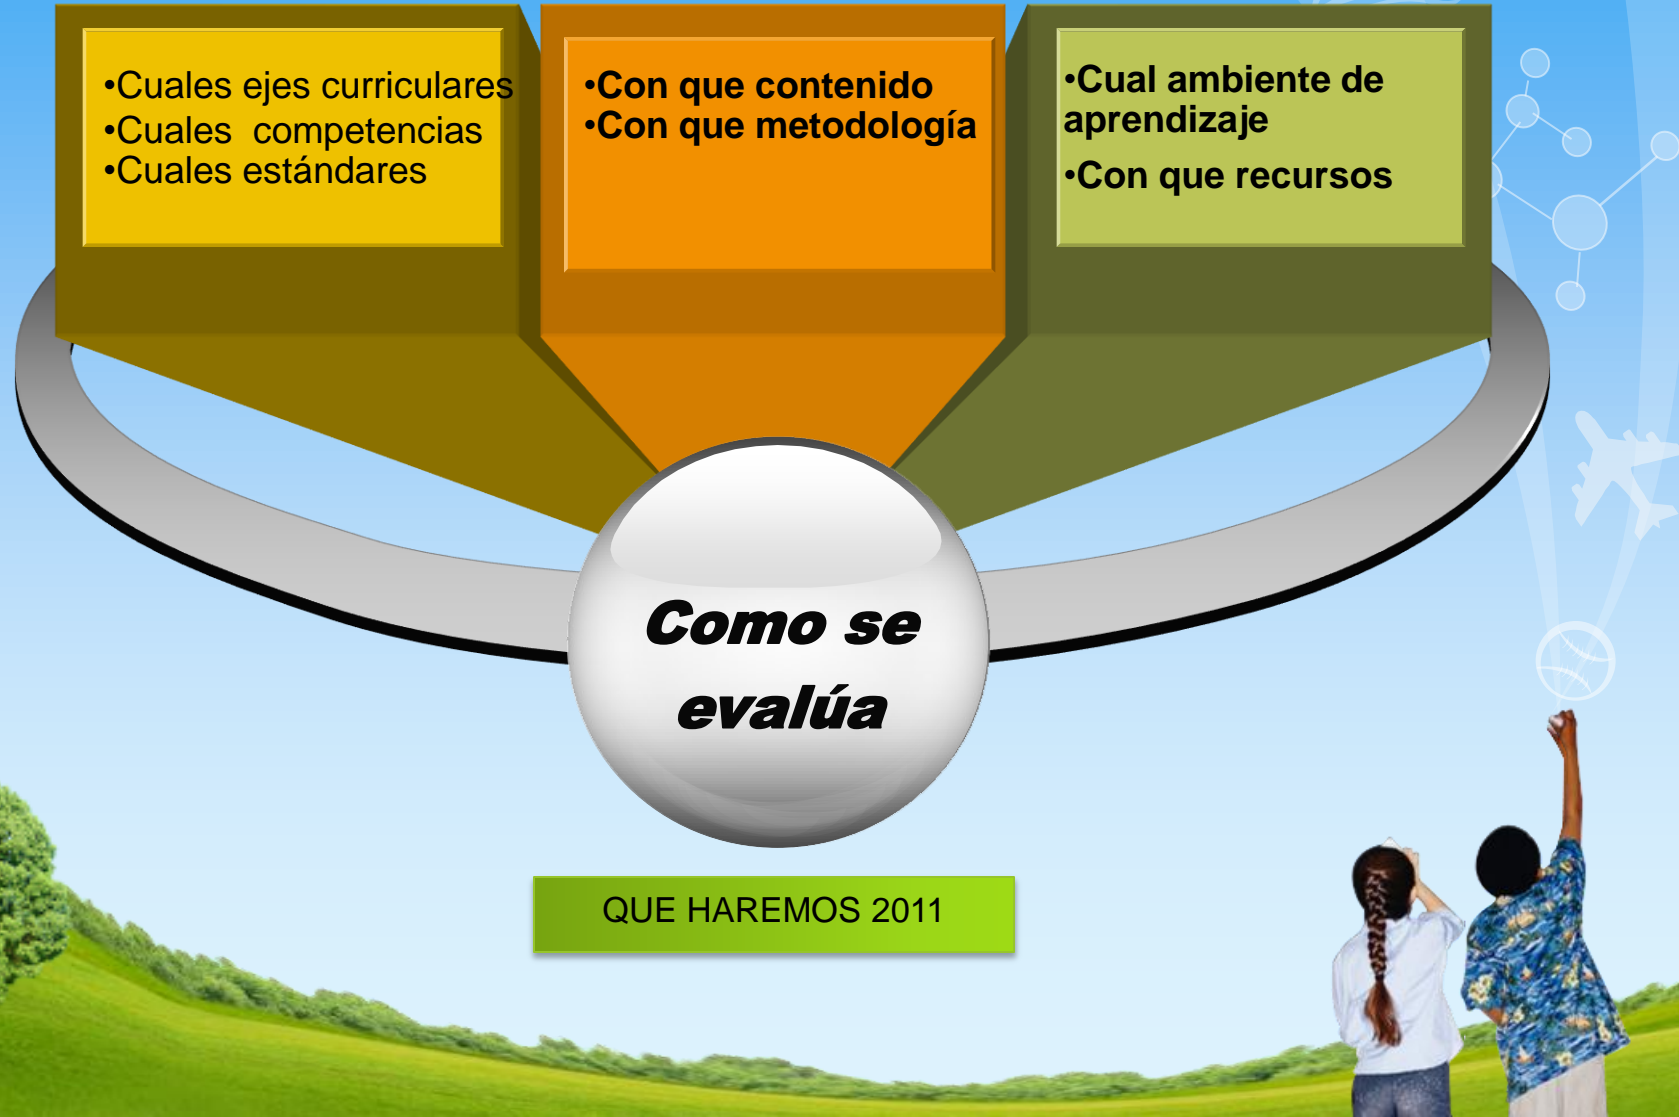 •Cuales ejes curriculares
•Cuales competencias
•Cuales estándares
•Con que contenido
•Con que metodología
•Cual ambiente de
aprendizaje
•Con que recursos
Como se
evalúa
QUE HAREMOS 2011